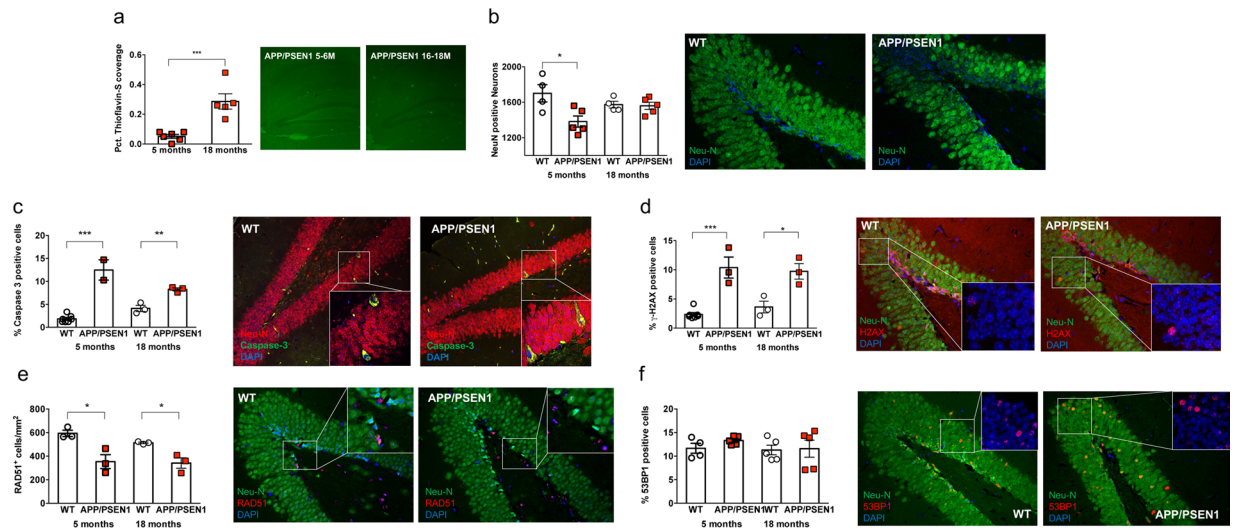 a
Pct. Thioflavin-S coverage
0.6
0.4
0.2
0.0
***
5 months 18 months
APP/PSEN1 5-6M
APP/PSEN1 16-18M
b
NeuN positive Neurons
2000
1600
1200
*
WT APP/PSEN1 WT APP/PSEN1
5 months 18 months
WT
Neu-N
DAPI
APP/PSEN1
Neu-N
DAPI
c
% Caspase 3 positive cells
20
15
10
5
0
*** **
WT APP/PSEN1 WT APP/PSEN1
5 months 18 months
WT
NeuN
Caspase-3
DAPI
APP/PSEN1
NeuN
Caspase-3
DAPI
d
% γ-H2AX positive cells
15
10
5
0
*** *
WT APP/PSEN1 WT APP/PSEN1
5 months 18 months
WT
Neu-N
H2AX
DAPI
APP/PSEN1
Neu-N
H2AX
DAPI
e
RAD51⁺ cells/mm²
800
600
400
200
0
* *
WT APP/PSEN1 WT APP/PSEN1
5 months 18 months
WT
Neu-N
RAD51
DAPI
APP/PSEN1
Neu-N
RAD51
DAPI
f
% 53BP1 positive cells
20
15
10
5
0
WT APP/PSEN1 WT APP/PSEN1
5 months 18 months
Neu-N
53BP1
DAPI
WT
Neu-N
53BP1
DAPI
APP/PSEN1